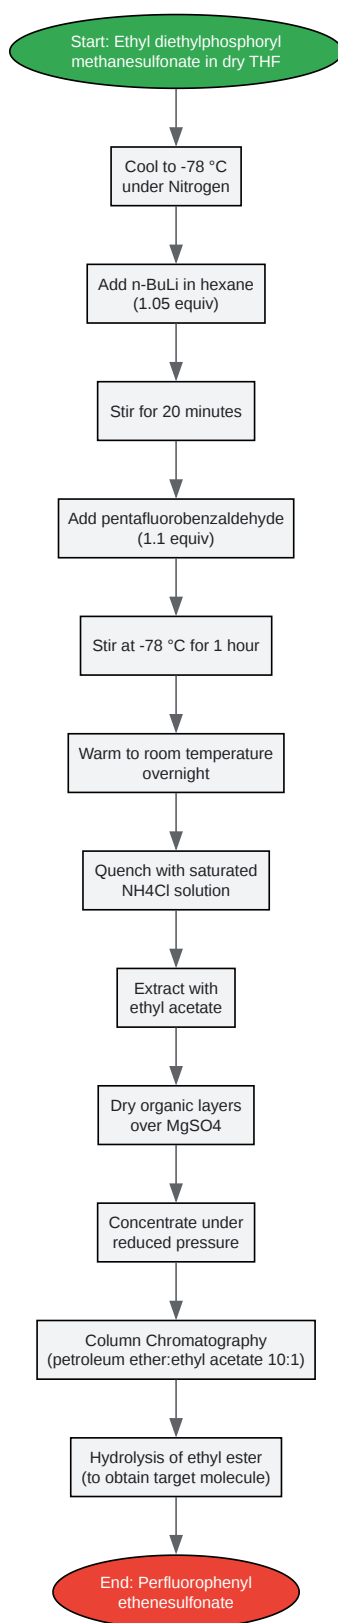 Start: Ethyl diethylphosphoryl
methanesulfonate in dry THF
Cool to -78 °C
under Nitrogen
Add n-BuLi in hexane
(1.05 equiv)
Stir for 20 minutes
Add pentafluorobenzaldehyde
(1.1 equiv)
Stir at -78 °C for 1 hour
Warm to room temperature
overnight
Quench with saturated
NH4Cl solution
Extract with
ethyl acetate
Dry organic layers
over MgSO4
Concentrate under
reduced pressure
Column Chromatography
(petroleum ether:ethyl acetate 10:1)
Hydrolysis of ethyl ester
(to obtain target molecule)
End: Perfluorophenyl
ethenesulfonate